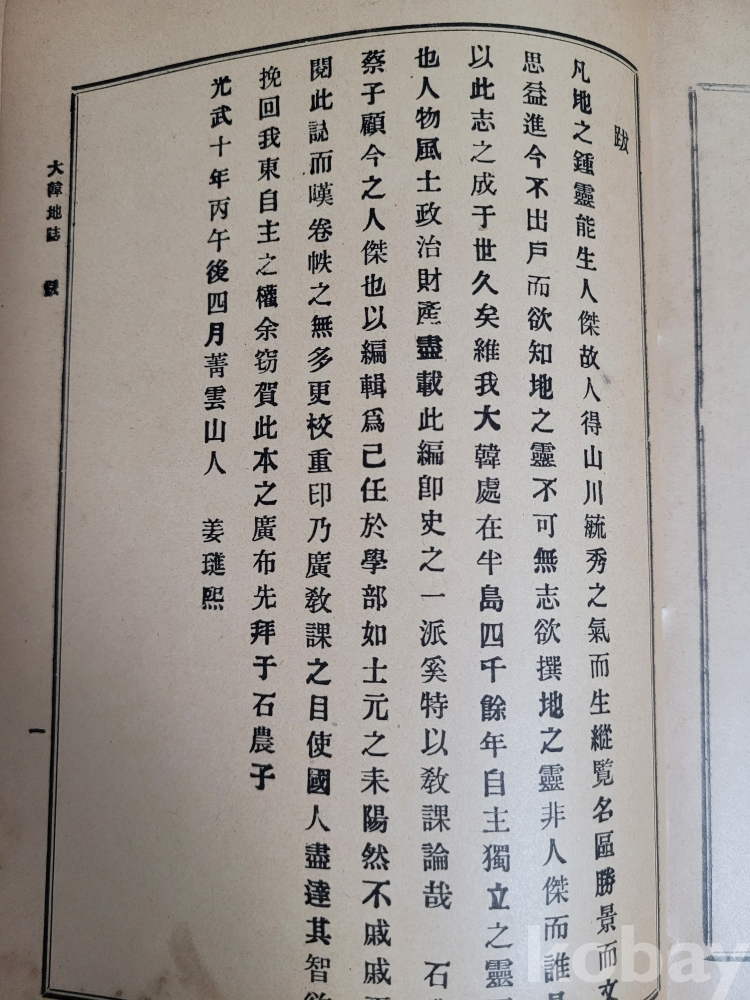 跋
凡地之鍾靈能生人傑故人得山川毓秀之氣而生縱覽名區勝景而文
思益進今不出戶而欲知地之靈不可無志欲撰地之靈非人傑而誰
以此志之成于世久矣維我大韓處在半島四千餘年自主獨立之靈
也人物風土政治財產盡載此編卽史之一派奚特以敎課論哉 石
蔡子顧今之人傑也以編輯爲己任於學部如士元之耒陽然不戚戚
閱此誌而嘆卷帙之無多更校重印乃廣敎課之目使國人盡達其智
挽回我東自主之權余窃賀此本之廣布先拜于石農子
光武十年丙午後四月菁雲山人 姜璡熙
大韓地誌 跋
一
kobay